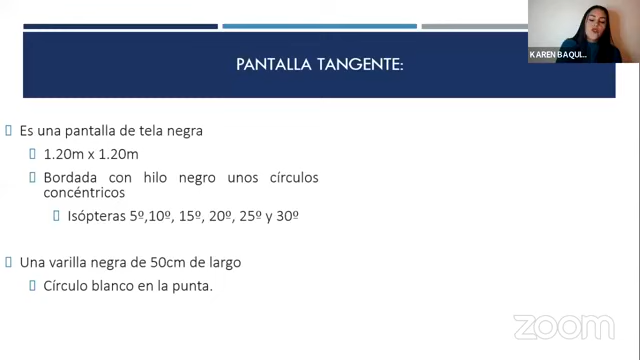 KAREN BAQUI...
PANTALLA TANGENTE:
Es una pantalla de tela negra
1.20m x 1.20m
Bordada con hilo negro unos círculos
concéntricos
Isópteras 5º,10º, 15º, 20º, 25º y 30º
Una varilla negra de 50cm de largo
Círculo blanco en la punta.
zoom